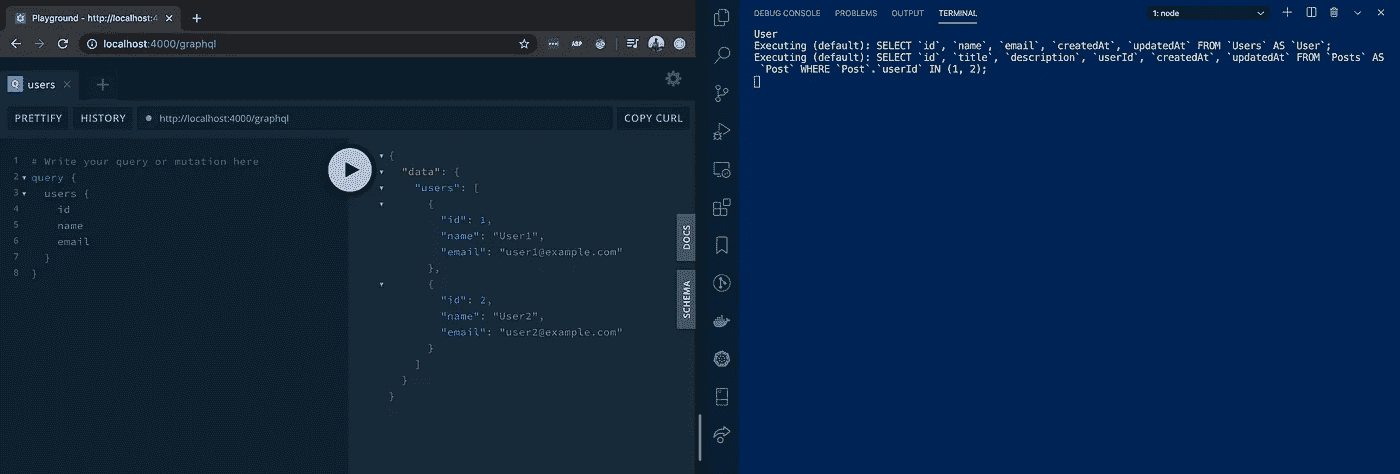 Playground - http://localhost:4
localhost:4000/graphql
ABP
users
PRETTIFY
HISTORY
http://localhost:4000/graphql
COPY CURL
1 # Write your query or mutation here
2 query {
3 users {
4 id
5 name
6 email
7 }
8 }
{
"data": {
"users": [
{
"id": 1,
"name": "User1",
"email": "user1@example.com"
},
{
"id": 2,
"name": "User2",
"email": "user2@example.com"
}
]
}
}
DOCS
SCHEMA
DEBUG CONSOLE PROBLEMS OUTPUT TERMINAL
1: node
User
Executing (default): SELECT `id`, `name`, `email`, `createdAt`, `updatedAt` FROM `Users` AS `User`;
Executing (default): SELECT `id`, `title`, `description`, `userId`, `createdAt`, `updatedAt` FROM `Posts` AS
`Post` WHERE `Post`.`userId` IN (1, 2);